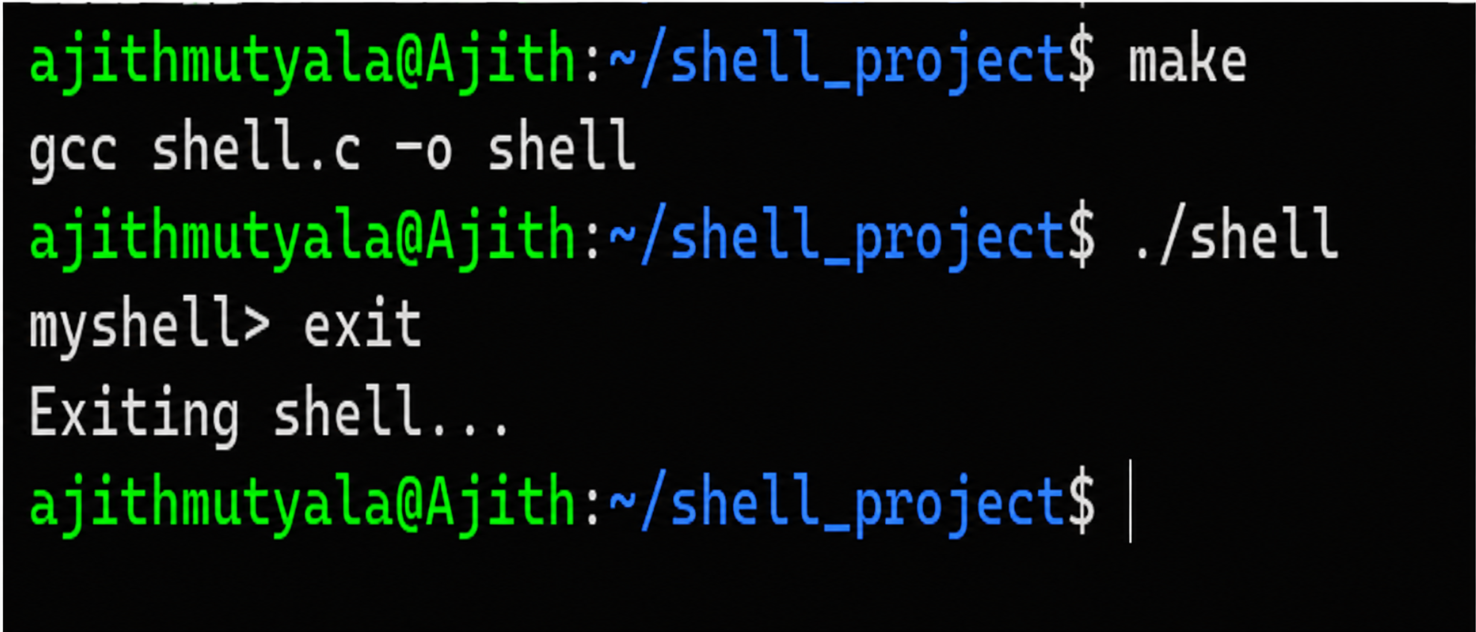 ajithmutyala@Ajith:~/shell_project$ make
gcc shell.c -o shell
ajithmutyala@Ajith:~/shell_project$ ./shell
myshell> exit
Exiting shell...
ajithmutyala@Ajith:~/shell_project$